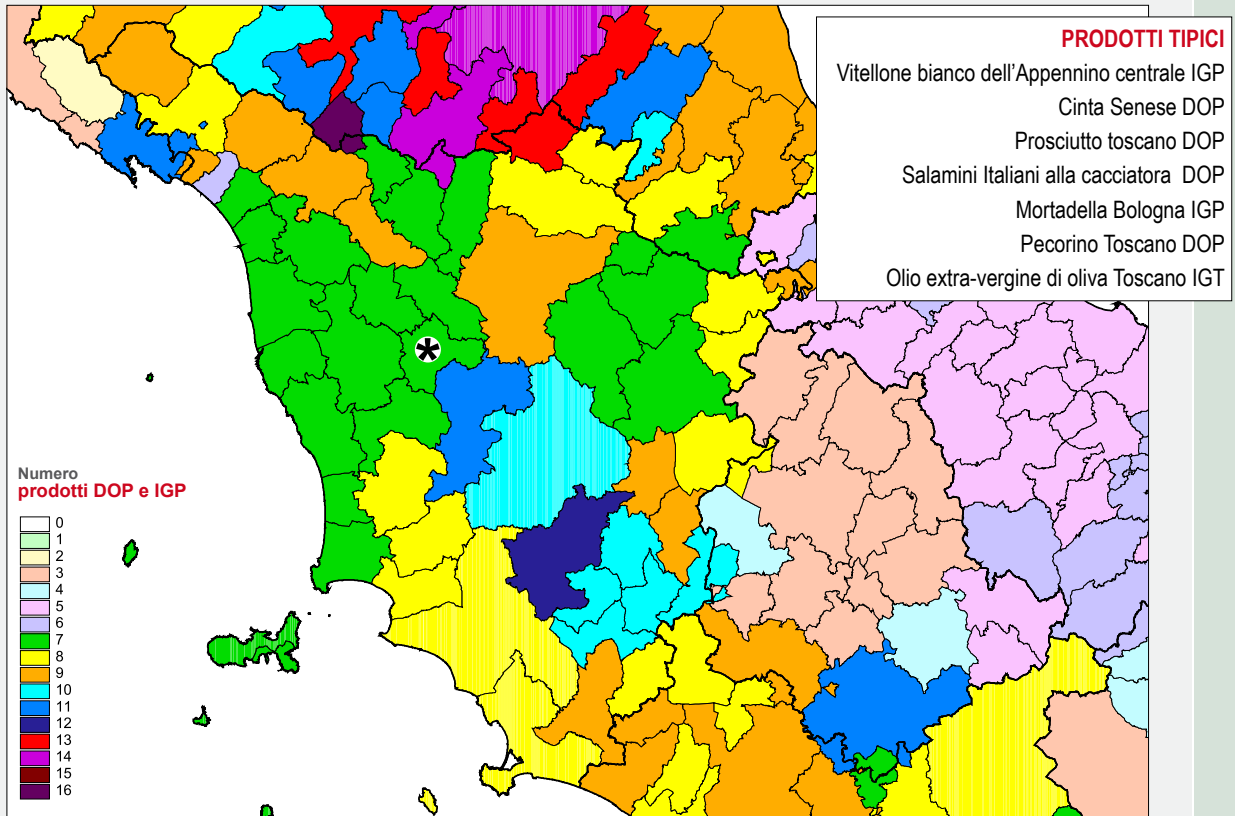 PRODOTTI TIPICI
Vitellone bianco dell'Appennino centrale IGP
Cinta Senese DOP
Prosciutto toscano DOP
Salamini Italiani alla cacciatora DOP
Mortadella Bologna IGP
Pecorino Toscano DOP
Olio extra-vergine di oliva Toscano IGT
*
Numero
prodotti DOP e IGP
0
1
2
3
4
5
6
7
8
9
10
11
12
13
14
15
16